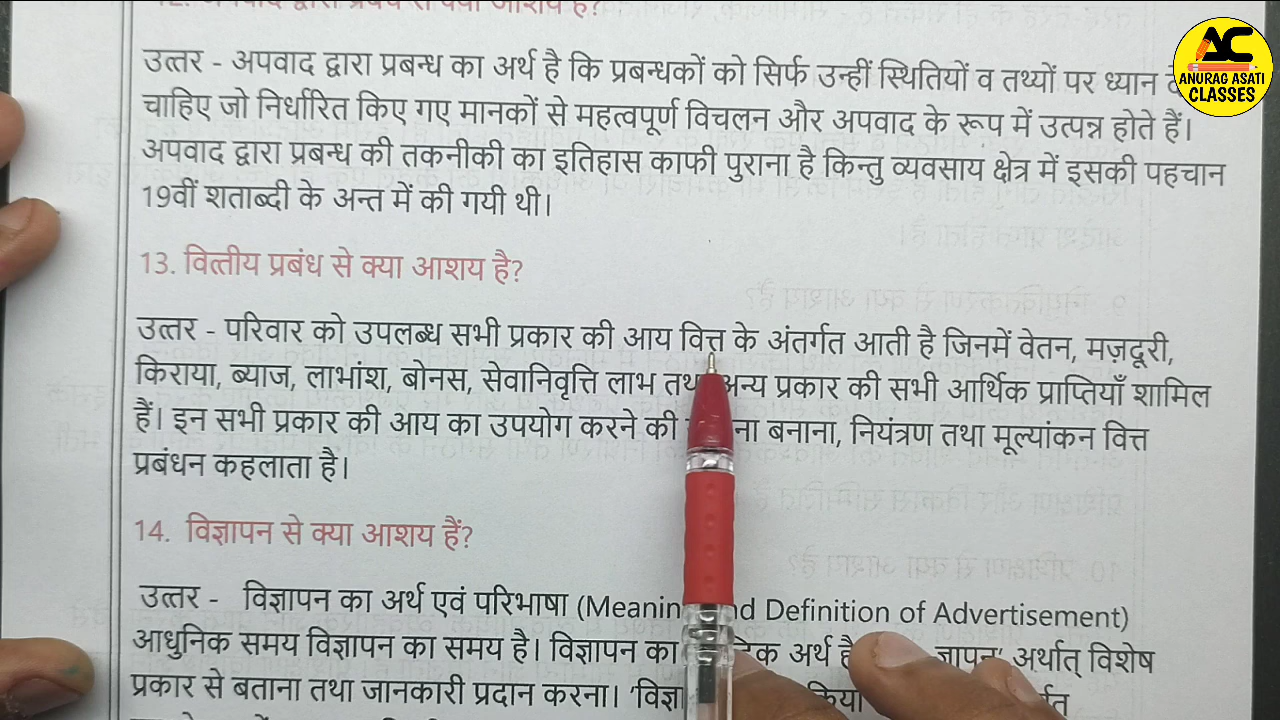 उत्तर - अपवाद द्वारा प्रबन्ध का अर्थ है कि प्रबन्धकों को सिर्फ उन्हीं स्थितियों व तथ्यों पर ध्यान
चाहिए जो निर्धारित किए गए मानकों से महत्वपूर्ण विचलन और अपवाद के रूप में उत्पन्न होते हैं।
अपवाद द्वारा प्रबन्ध की तकनीकी का इतिहास काफी पुराना है किन्तु व्यवसाय क्षेत्र में इसकी पहचान
19वीं शताब्दी के अन्त में की गयी थी।
13. वित्तीय प्रबंध से क्या आशय है?
उत्तर - परिवार को उपलब्ध सभी प्रकार की आय वित्त के अंतर्गत आती है जिनमें वेतन, मज़दूरी,
किराया, ब्याज, लाभांश, बोनस, सेवानिवृत्ति लाभ अन्य प्रकार की सभी आर्थिक प्राप्तियाँ शामिल
हैं। इन सभी प्रकार की आय का उपयोग करने की बनाना, नियंत्रण तथा मूल्यांकन वित्त
प्रबंधन कहलाता है।
14. विज्ञापन से क्या आशय हैं?
उत्तर - विज्ञापन का अर्थ एवं परिभाषा (Meaning and Definition of Advertisement)
आधुनिक समय विज्ञापन का समय है। विज्ञापन का अर्थ है अर्थात् विशेष
प्रकार से बताना तथा जानकारी प्रदान करना।
AC
ANURAG ASATI
CLASSES